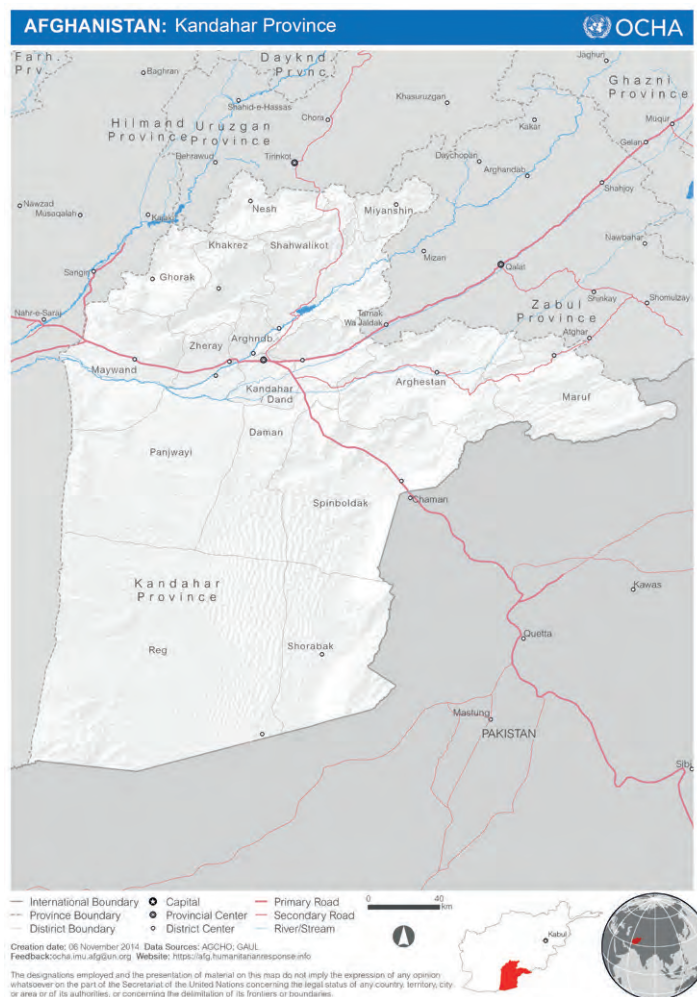 AFGHANISTAN: Kandahar Province
OCHA
Farh.
Prv.
Baghran
Dayknd.
Prvnc.
Jaghuri
Ghazni
Province
Shahid-e-Hassas
Khasuruzgan
Hilmand
Province
Uruzgan
Province
Chora
Kakar
Muqur
Gelan
Behrawud
Tirinkot
Daychopan
Arghandab
Shahjoy
Nawzad
Musaqalah
Nesh
Miyanshin
Khakrez
Shahwalikot
Nawbahar
Mizan
Sangin
Ghorak
Qalat
Zabul
Province
Shinkay
Shomulzay
Nahr-e-Saraj
Tarnak
Wa Jaldak
Atghar
Zheray
Arghndab
Maywand
Kandahar
/ Dand
Arghestan
Maruf
Daman
Panjwayi
Spinboldak
Chaman
Kandahar
Province
Kawas
Reg
Shorabak
Quetta
Mastung
PAKISTAN
Sibi
International Boundary
Province Boundary
District Boundary
Capital
Provincial Center
District Center
Primary Road
Secondary Road
River/Stream
0 40
km
Kabul
Creation date: 06 November 2014 Data Sources: AGCHO; GAUL
Feedback:ocha.imu.afg@un.org Website: https://afg.humanitarianresponse.info
The designations employed and the presentation of material on this map do not imply the expression of any opinion
whatsoever on the part of the Secretariat of the United Nations concerning the legal status of any country, territory, city
or area or of its authorities, or concerning the delimitation of its frontiers or boundaries.